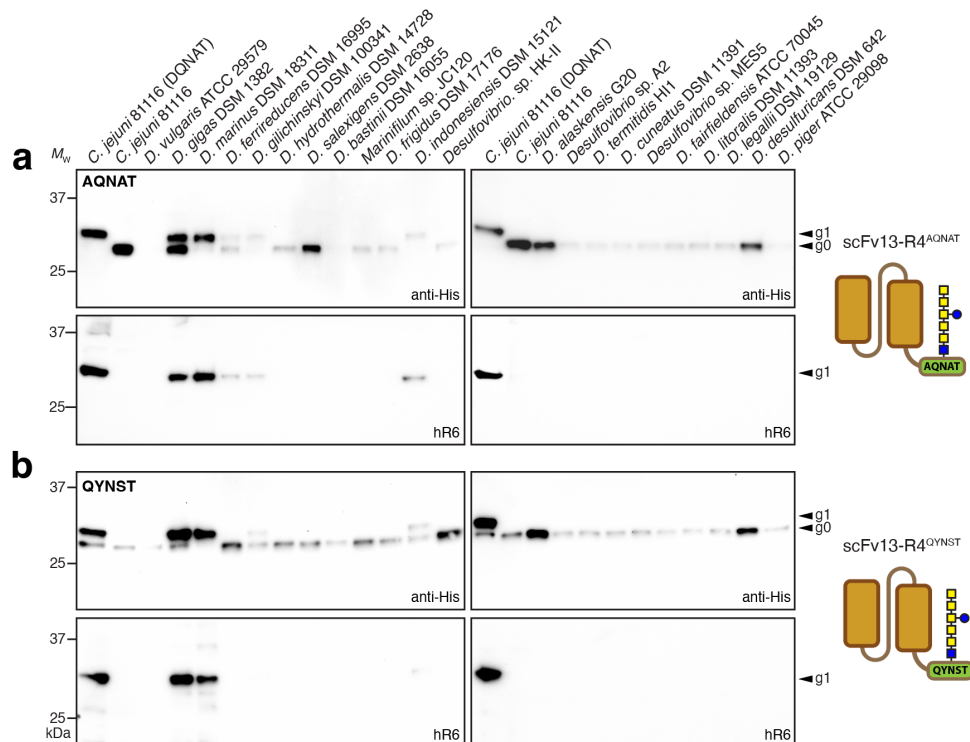 C. jejuni 81116 (DQNAT)
C. jejuni 81116
D. vulgaris ATCC 29579
D. gigas DSM 1382
D. marinus DSM 18311
D. ferrireducens DSM 16995
D. gilichinskyi DSM 100341
D. hydrothermalis DSM 14728
D. salexigens DSM 2638
D. bastinii DSM 16055
Marinifilum sp. JC120
D. frigidus DSM 17176
D. indonesiensis DSM 15121
Desulfovibrio. sp. HK-II
C. jejuni 81116 (DQNAT)
C. jejuni 81116
D. alaskensis G20
Desulfovibrio sp. A2
D. termitidis HI1
D. cuneatus DSM 11391
Desulfovibrio sp. MES5
D. fairfieldensis ATCC 70045
D. litoralis DSM 11393
D. legallii DSM 19129
D. desulfuricans DSM 642
D. piger ATCC 29098
a
Mw
AQNAT
37
25
anti-His
anti-His
g1
g0
scFv13-R4AQNAT
AQNAT
37
25
hR6
hR6
g1
b
QYNST
37
25
anti-His
anti-His
g1
g0
scFv13-R4QYNST
QYNST
37
25
kDa
hR6
hR6
g1